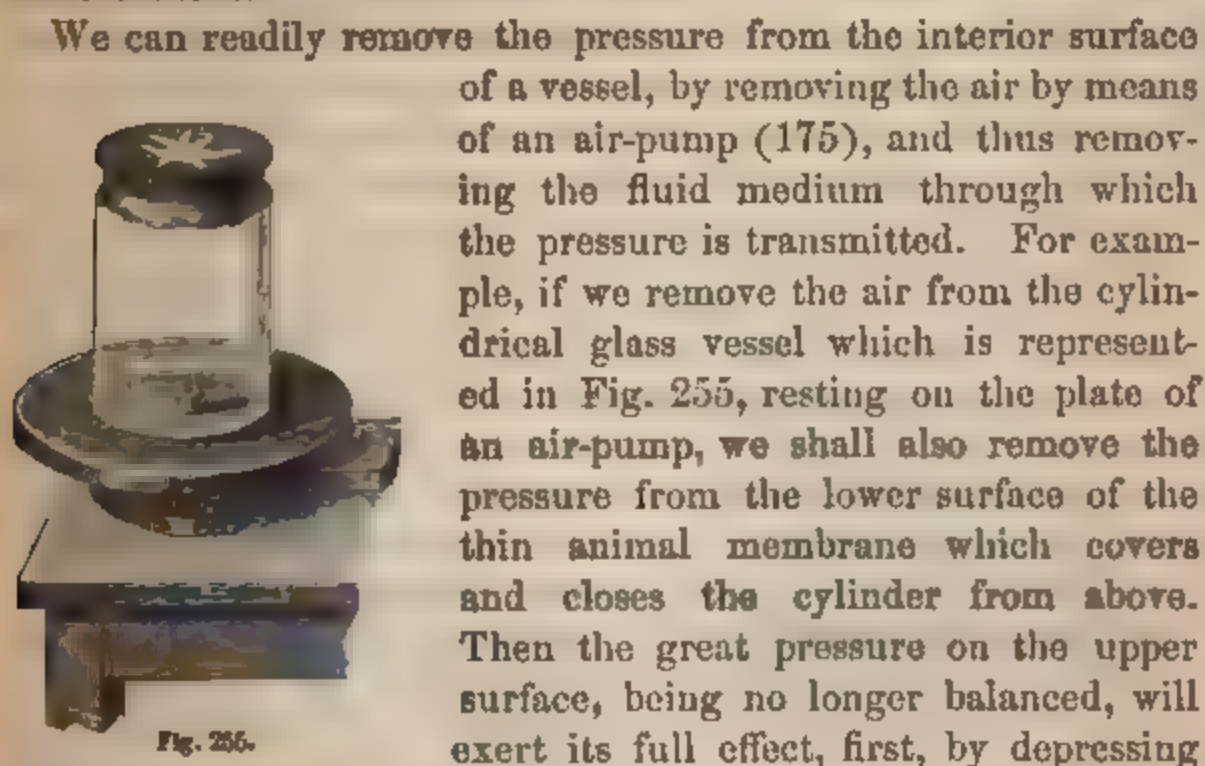 We can readily remove the pressure from the interior surface
of a vessel, by removing the air by means
of an air-pump (175), and thus remov-
ing the fluid medium through which
the pressure is transmitted. For exam-
ple, if we remove the air from the cylin-
drical glass vessel which is represent-
ed in Fig. 255, resting on the plate of
an air-pump, we shall also remove the
pressure from the lower surface of the
thin animal membrane which covers
and closes the cylinder from above.
Then the great pressure on the upper
surface, being no longer balanced, will
exert its full effect, first, by depressing
Fig. 255.